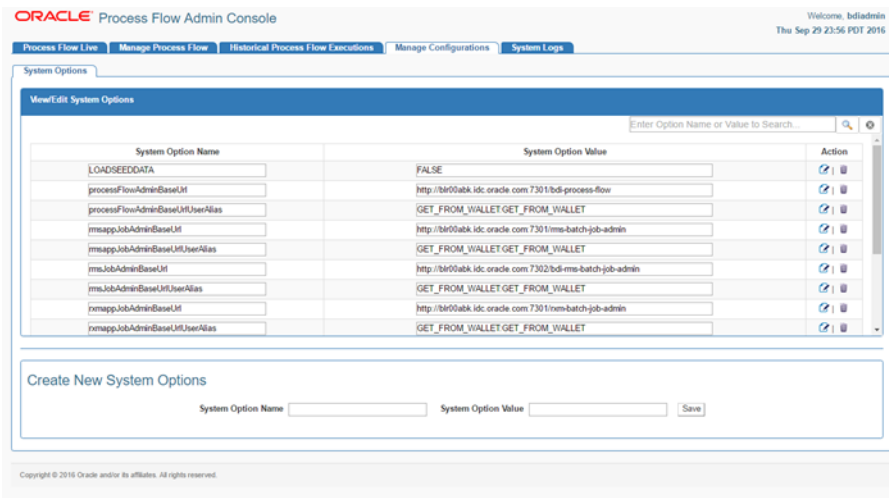 ORACLE® Process Flow Admin Console
Welcome, bdiadmin
Thu Sep 29 23:56 PDT 2016
Process Flow Live Manage Process Flow Historical Process Flow Executions Manage Configurations System Logs
System Options
View/Edit System Options
Enter Option Name or Value to Search...
System Option Name System Option Value Action
LOADSEEDDATA FALSE
processFlowAdminBaseUrl http://blr00abk.idc.oracle.com:7301/bdi-process-flow
processFlowAdminBaseUrlUserAlias GET_FROM_WALLET:GET_FROM_WALLET
rmsappJobAdminBaseUrl http://blr00abk.idc.oracle.com:7301/rms-batch-job-admin
rmsappJobAdminBaseUrlUserAlias GET_FROM_WALLET:GET_FROM_WALLET
rmsJobAdminBaseUrl http://blr00abk.idc.oracle.com:7302/bdi-rms-batch-job-admin
rmsJobAdminBaseUrlUserAlias GET_FROM_WALLET:GET_FROM_WALLET
rxmappJobAdminBaseUrl http://blr00abk.idc.oracle.com:7301/rxm-batch-job-admin
rxmappJobAdminBaseUrlUserAlias GET_FROM_WALLET:GET_FROM_WALLET
Create New System Options
System Option Name System Option Value Save
Copyright © 2016 Oracle and/or its affiliates. All rights reserved.